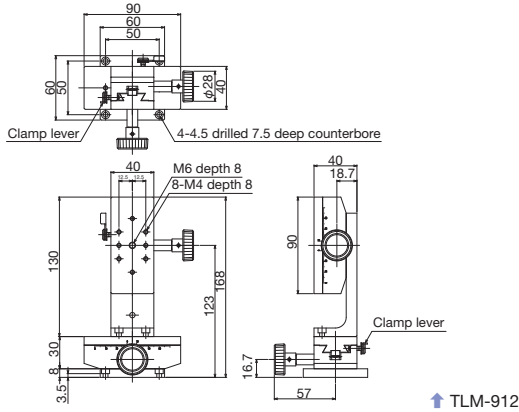 90
60
50
60
50
φ28
40
Clamp lever
4-4.5 drilled 7.5 deep counterbore
40
M6 depth 8
12.5
12.5
8-M4 depth 8
130
123
168
30
8
3.5
40
18.7
90
Clamp lever
16.7
57
TLM-912